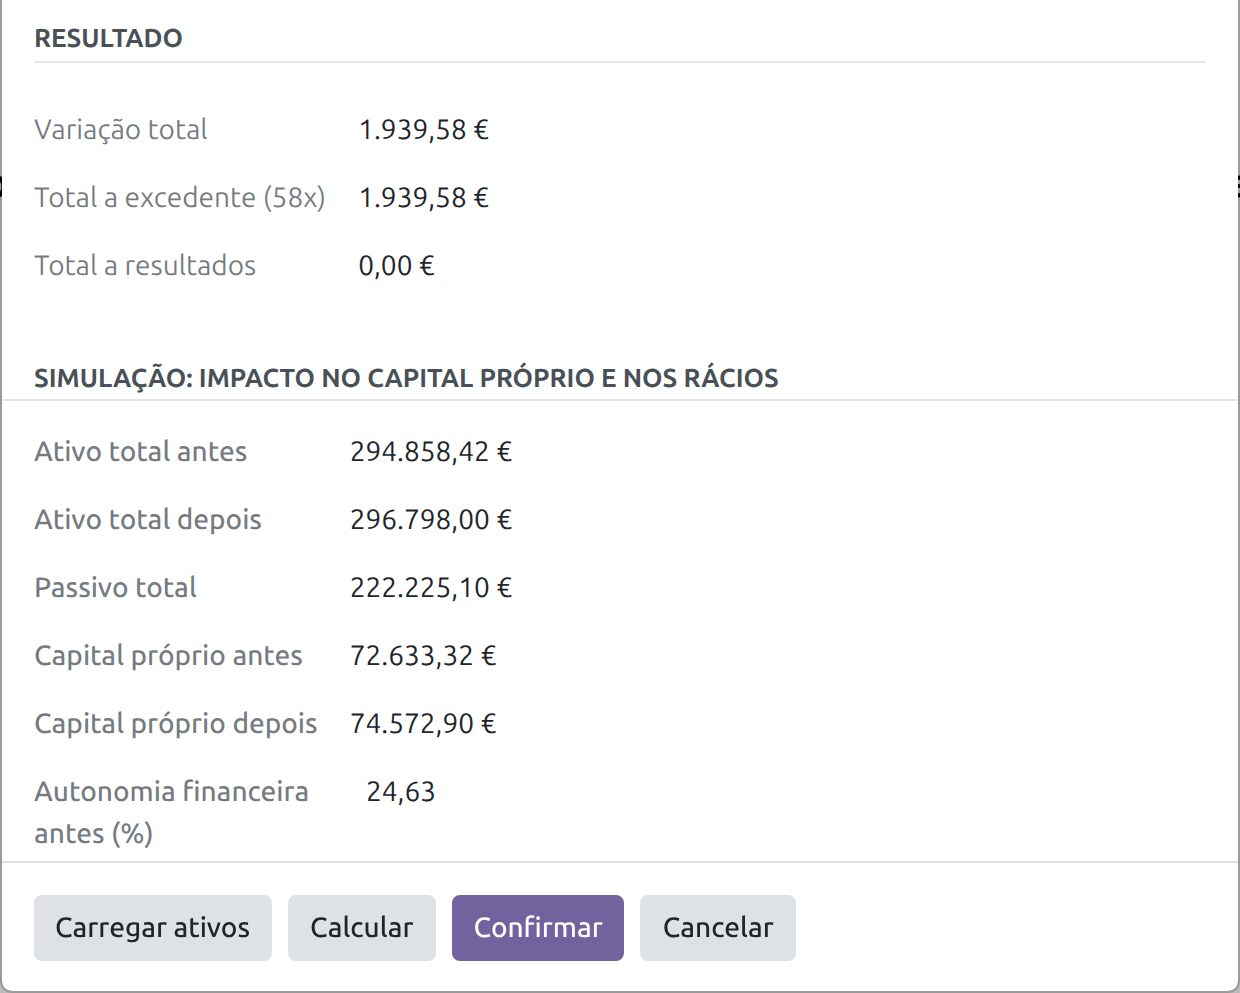 RESULTADO
Variação total 1.939,58 €
Total a excedente (58x) 1.939,58 €
Total a resultados 0,00 €
SIMULAÇÃO: IMPACTO NO CAPITAL PRÓPRIO E NOS RÁCIOS
Ativo total antes 294.858,42 €
Ativo total depois 296.798,00 €
Passivo total 222.225,10 €
Capital próprio antes 72.633,32 €
Capital próprio depois 74.572,90 €
Autonomia financeira 24,63
antes (%)
Carregar ativos Calcular Confirmar Cancelar